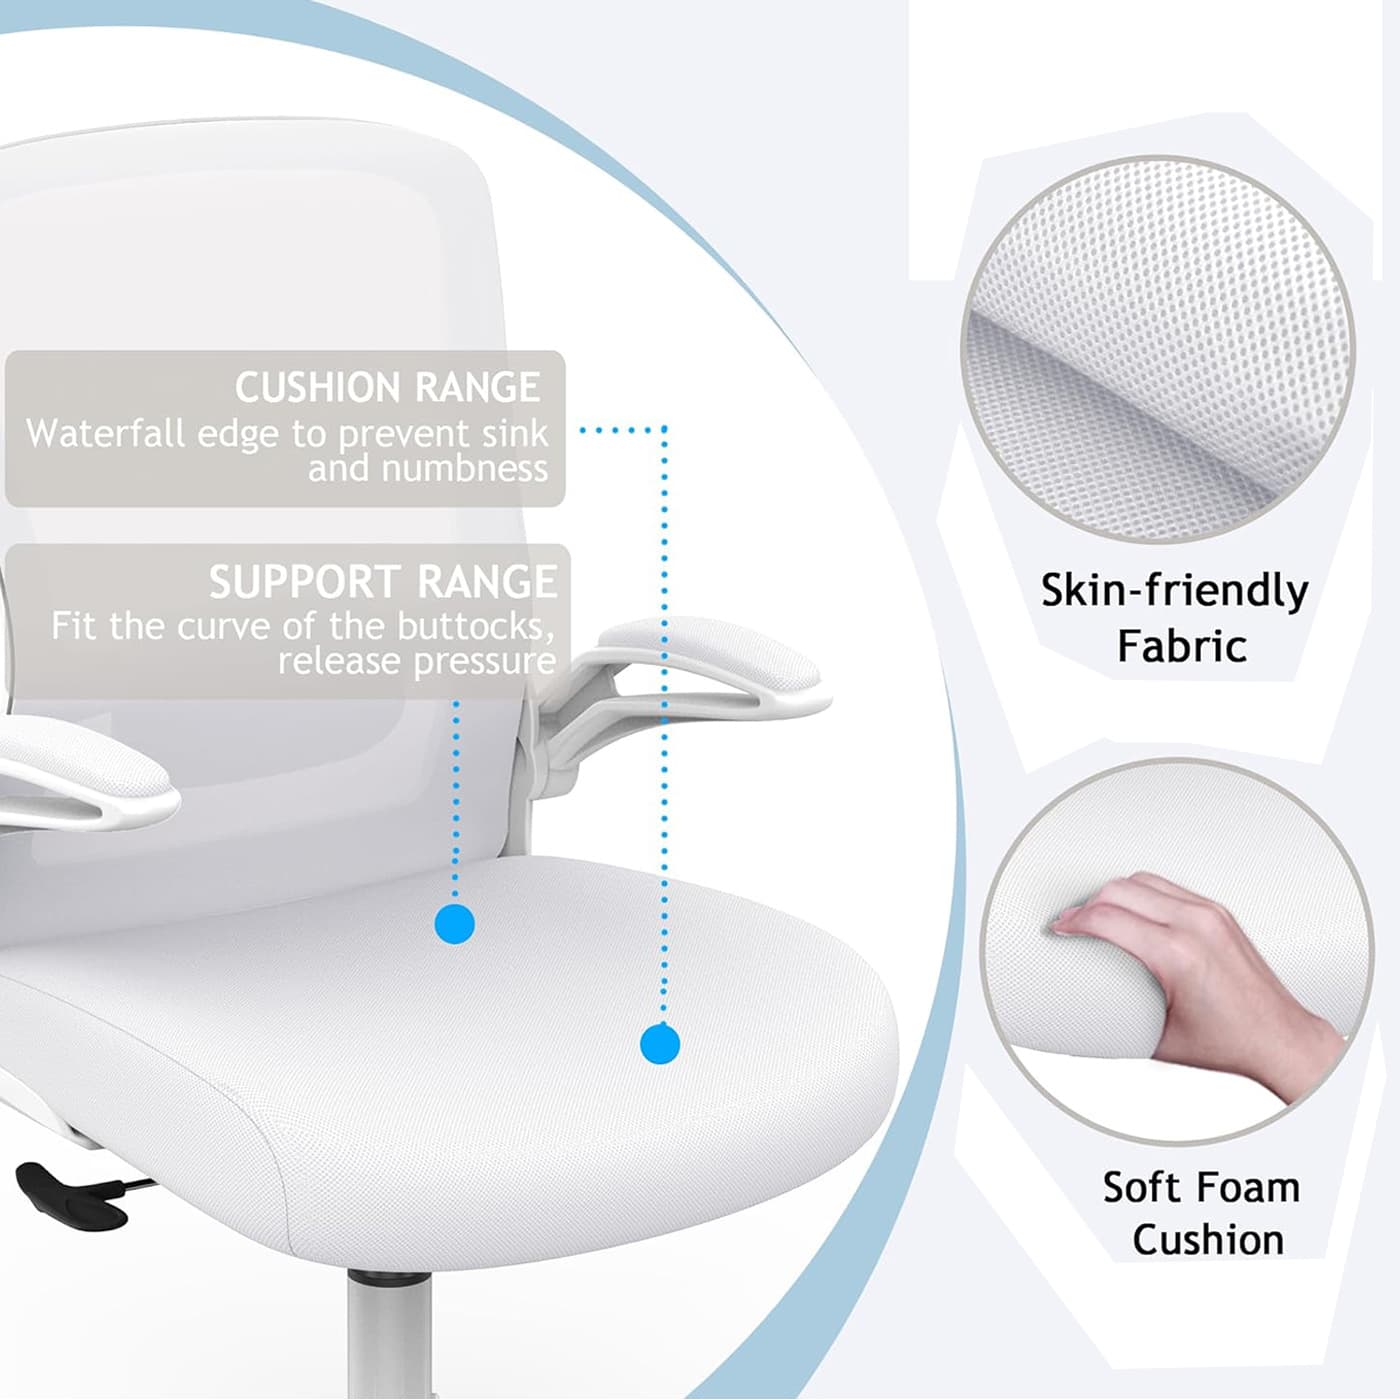 CUSHION RANGE
Waterfall edge to prevent sink
and numbness
SUPPORT RANGE
Fit the curve of the buttocks,
release pressure
Skin-friendly
Fabric
Soft Foam
Cushion